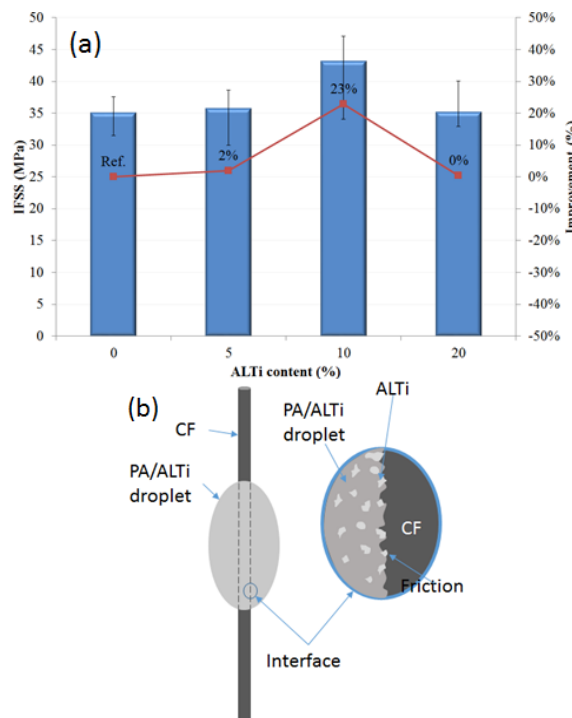 (a)
IFSS (MPa)
50
45
40
35
30
25
20
15
10
5
0
Ref.
2%
23%
0%
50%
40%
30%
20%
10%
0%
-10%
-20%
-30%
-40%
-50%
Improvement (%)
0 5 10 20
ALTi content (%)
(b)
CF
PA/ALTi
droplet
PA/ALTi
droplet
ALTi
CF
Friction
Interface